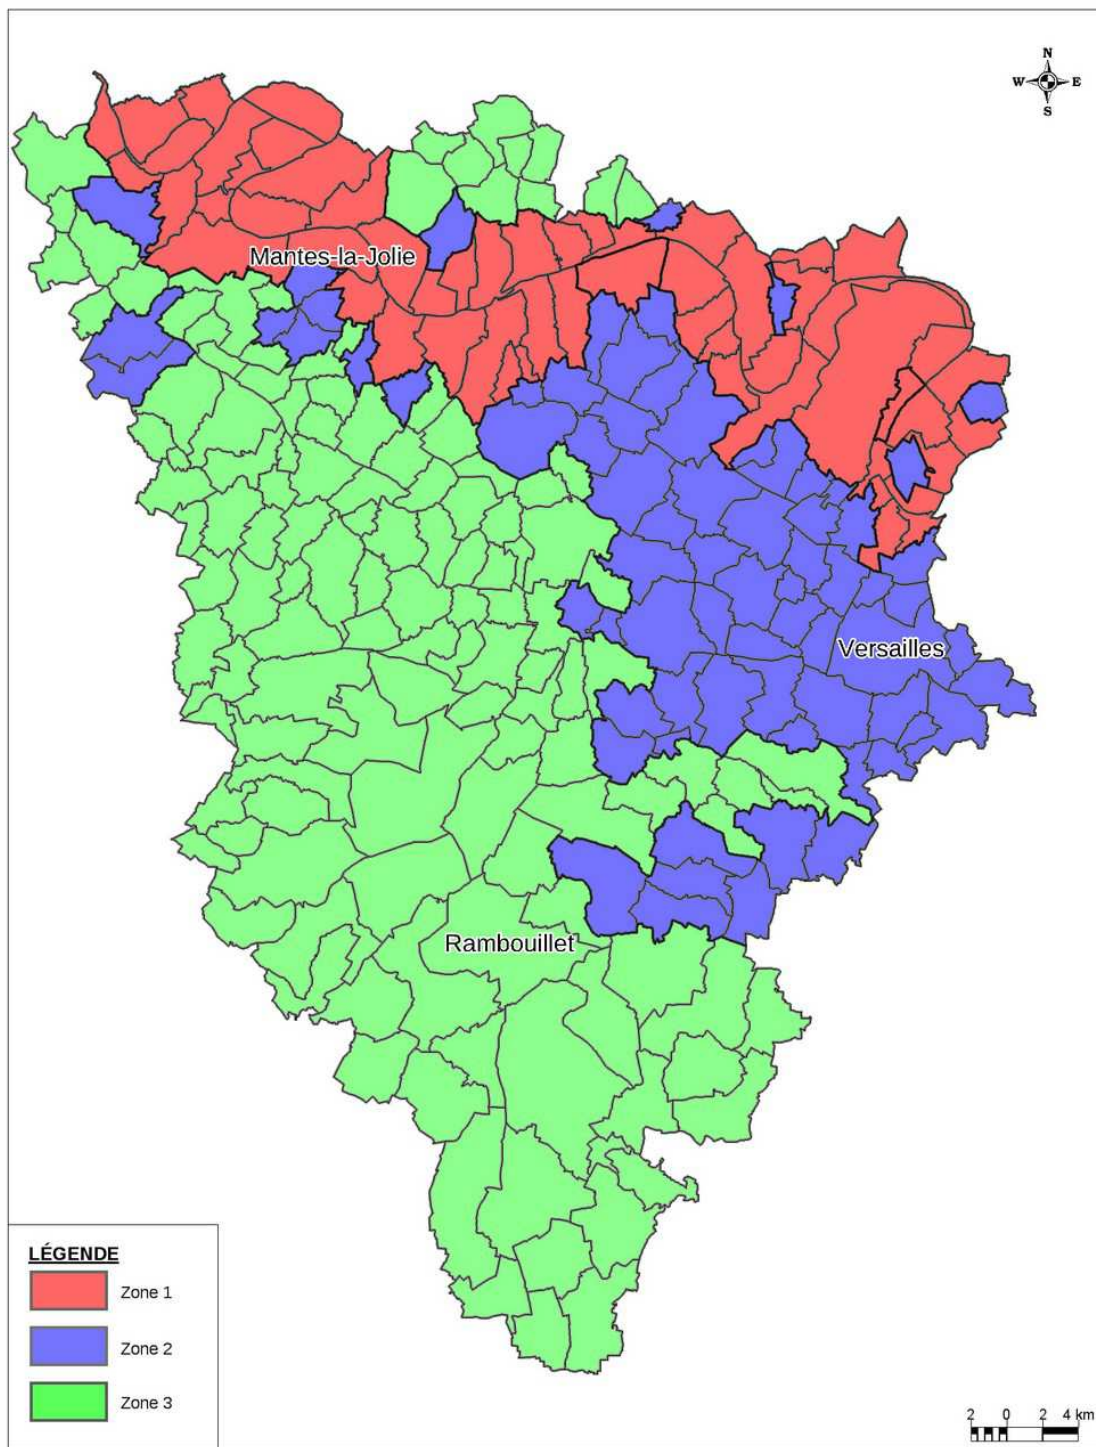 N
W E
S
Mantes-la-Jolie
Versailles
Rambouillet
LÉGENDE
Zone 1
Zone 2
Zone 3
2 0 2 4 km